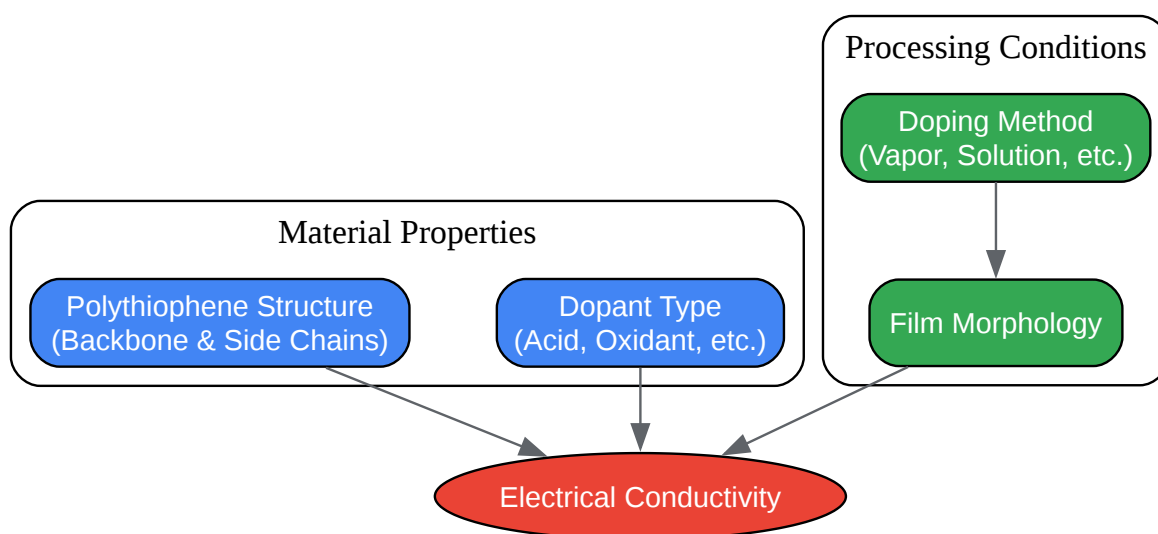 Processing Conditions
Doping Method
(Vapor, Solution, etc.)
Material Properties
Polythiophene Structure
(Backbone & Side Chains)
Dopant Type
(Acid, Oxidant, etc.)
Film Morphology
Electrical Conductivity